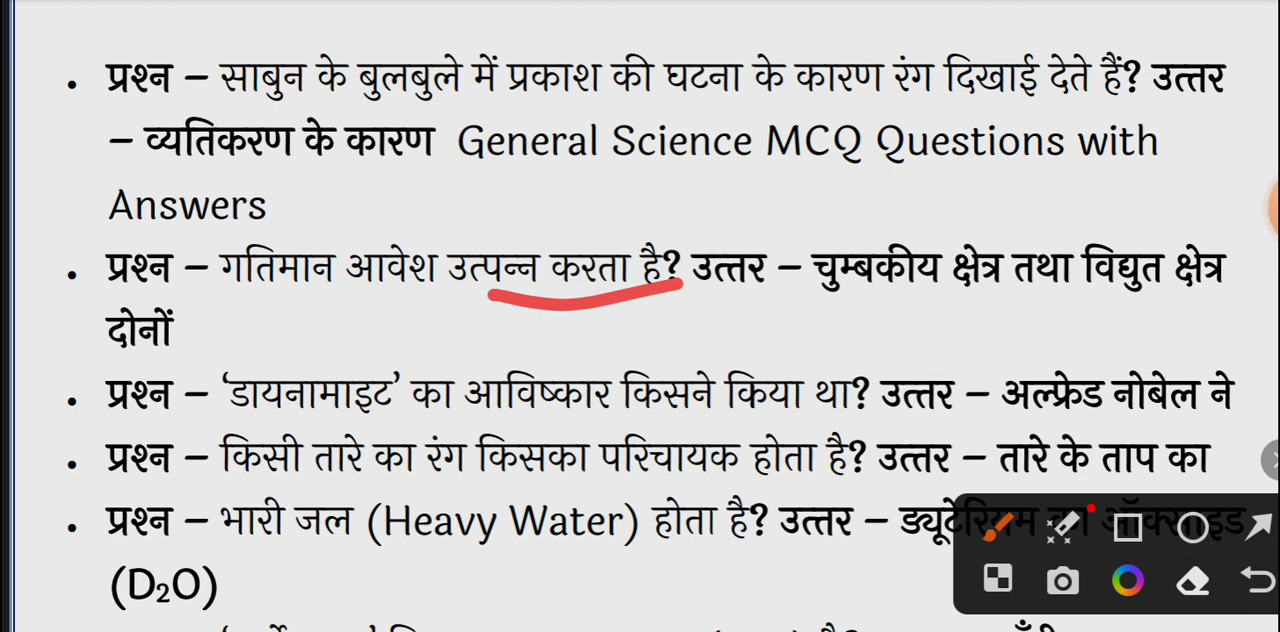 • प्रश्न – साबुन के बुलबुले में प्रकाश की घटना के कारण रंग दिखाई देते हैं? उत्तर
– व्यतिकरण के कारण General Science MCQ Questions with
Answers
• प्रश्न – गतिमान आवेश उत्पन्न करता है? उत्तर – चुम्बकीय क्षेत्र तथा विद्युत क्षेत्र
दोनों
• प्रश्न – ‘डायनामाइट’ का आविष्कार किसने किया था? उत्तर – अल्फ्रेड नोबेल ने
• प्रश्न – किसी तारे का रंग किसका परिचायक होता है? उत्तर – तारे के ताप का
• प्रश्न – भारी जल (Heavy Water) होता है? उत्तर – ड्यूटेरियम का ऑक्साइड
(D₂O)